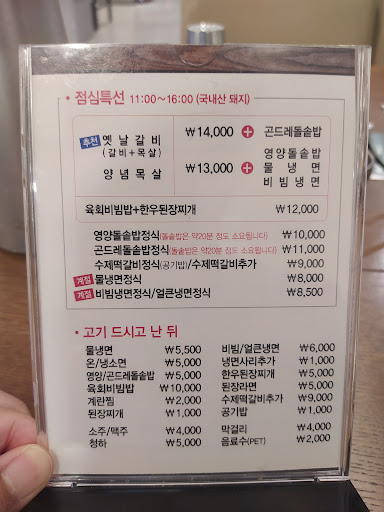 • 점심특선 11:00~16:00 (국내산 돼지)
추천 옛날갈비 ₩14,000 + 곤드레돌솥밥
(갈비+목살)
영양돌솥밥
양념목살 ₩13,000 + 물냉면
비빔냉면
육회비빔밥+한우된장찌개 ₩12,000
영양돌솥밥정식(돌솥밥은 약20분 정도 소요됩니다) ₩10,000
곤드레돌솥밥정식(돌솥밥은 약20분 정도 소요됩니다) ₩11,000
수제떡갈비정식(공기밥)/수제떡갈비추가 ₩9,000
계절 물냉면정식 ₩8,000
계절 비빔냉면정식/얼큰냉면정식 ₩8,500
• 고기 드시고 난 뒤
물냉면 ₩5,500
온/냉소면 ₩5,000
영양/곤드레돌솥밥 ₩5,000
육회비빔밥 ₩10,000
계란찜 ₩2,000
된장찌개 ₩1,000
소주/맥주 ₩4,000
청하 ₩5,000
비빔/얼큰냉면 ₩6,000
냉면사리추가 ₩1,000
한우된장찌개 ₩5,000
된장라면 ₩5,000
수제떡갈비추가 ₩9,000
공기밥 ₩1,000
막걸리 ₩4,000
음료수(PET) ₩2,000